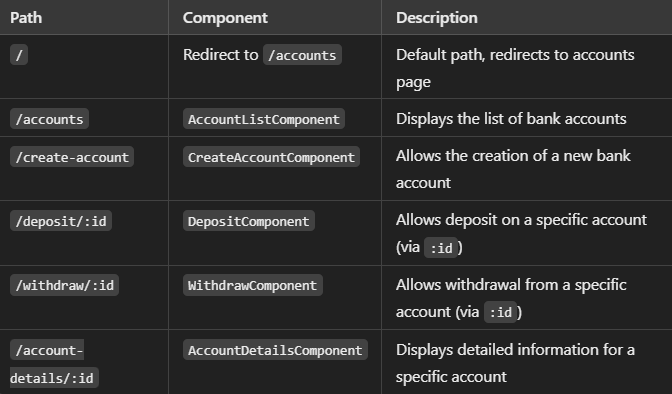 Path Component Description
/ Redirect to /accounts Default path, redirects to accounts
page
/accounts AccountListComponent Displays the list of bank accounts
/create-account CreateAccountComponent Allows the creation of a new bank
account
/deposit/:id DepositComponent Allows deposit on a specific account
(via :id)
/withdraw/:id WithdrawComponent Allows withdrawal from a specific
account (via :id)
/account- AccountDetailsComponent Displays detailed information for a
details/:id specific account